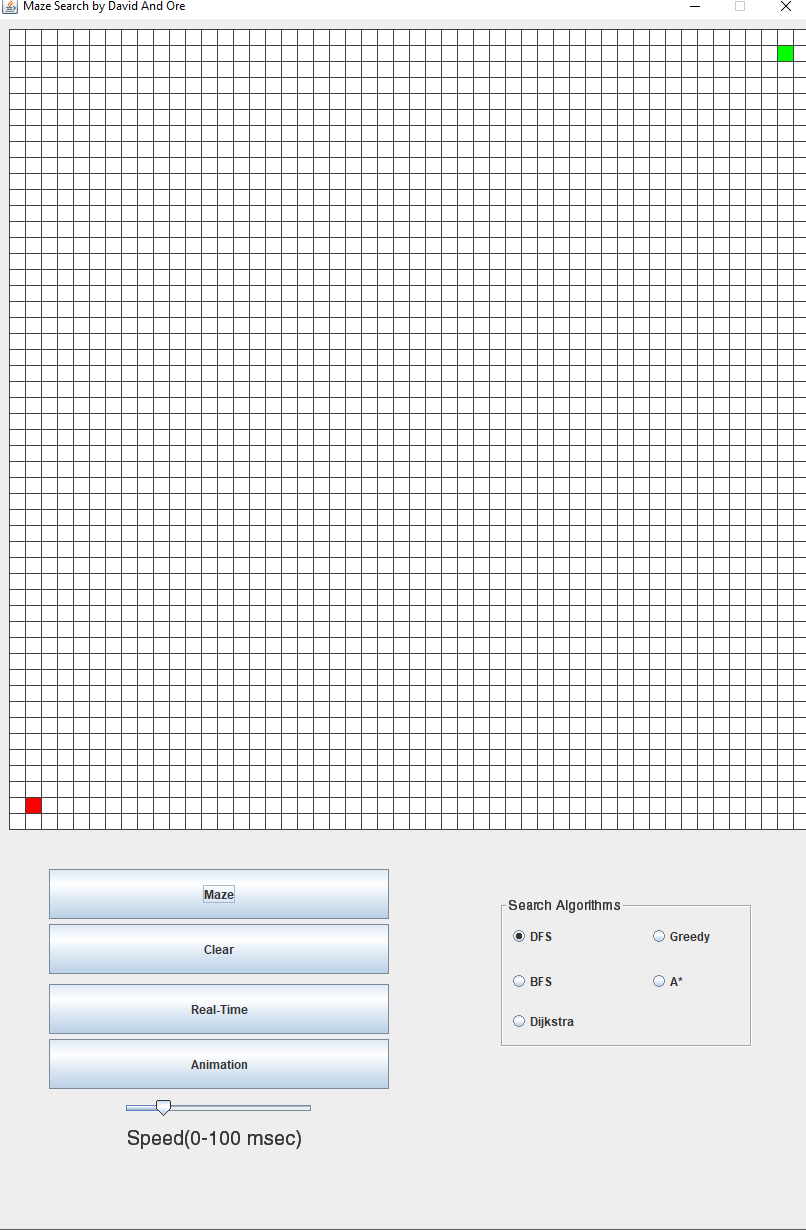 Maze Search by David And Ore
Maze
Clear
Real-Time
Animation
Speed(0-100 msec)
Search Algorithms
DFS
Greedy
BFS
A*
Dijkstra